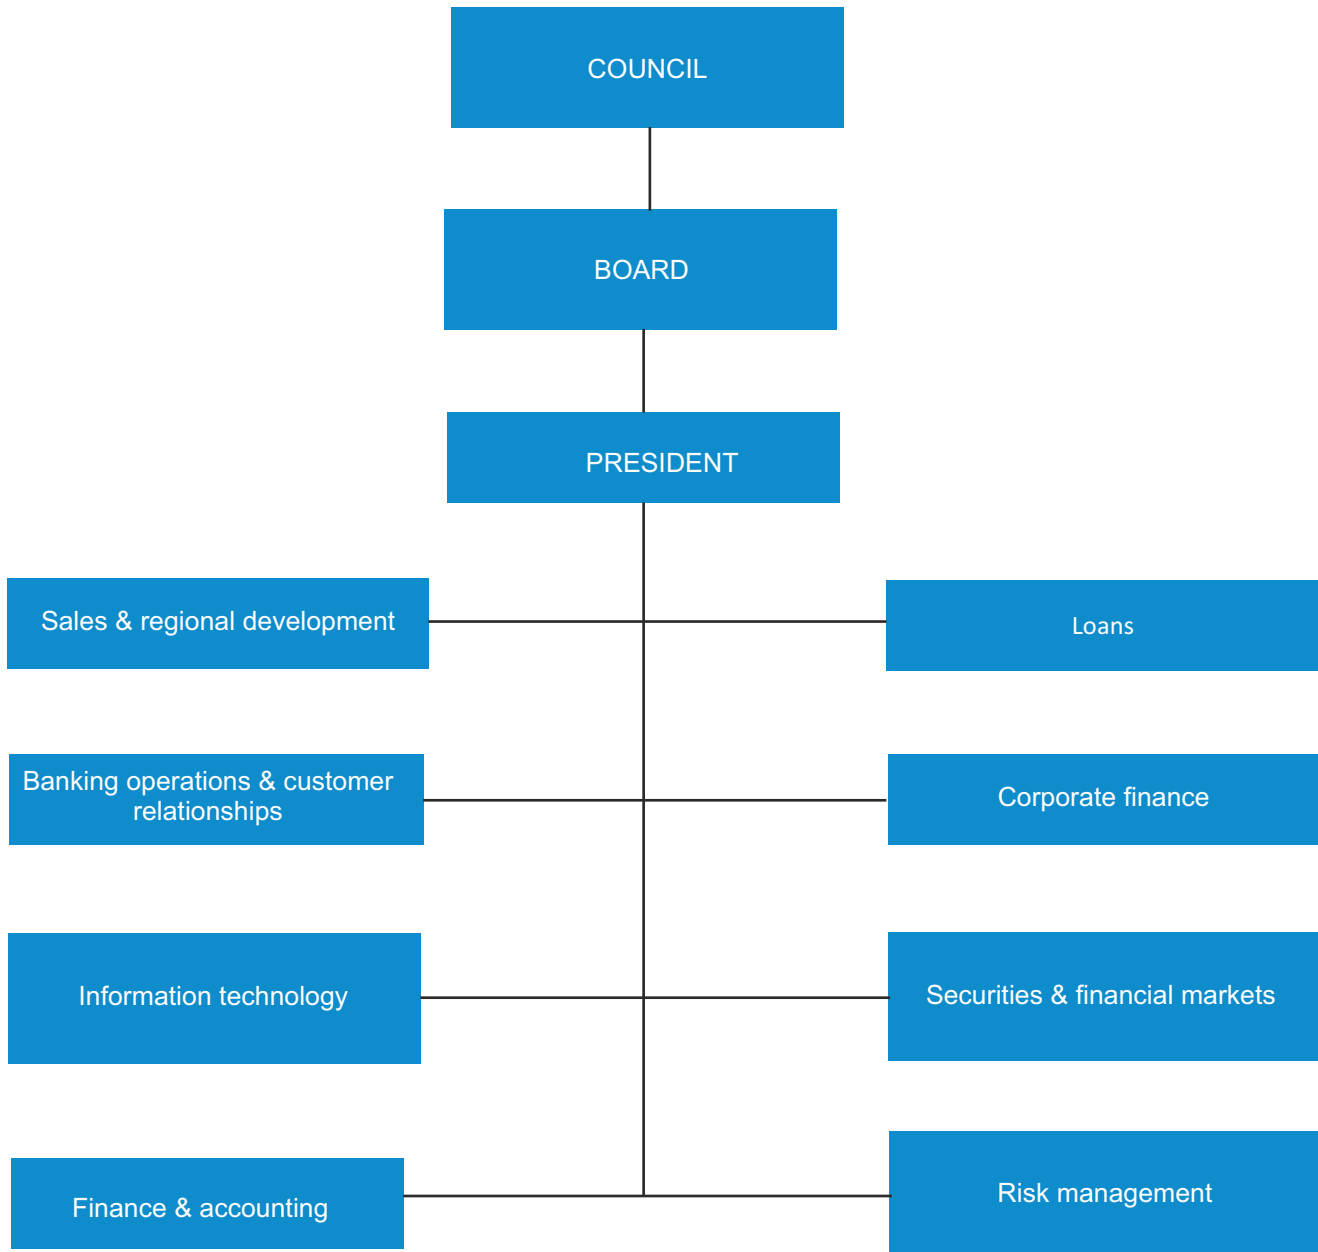 COUNCIL
BOARD
PRESIDENT
Sales & regional development
Loans
Banking operations & customer
relationships
Corporate finance
Information technology
Securities & financial markets
Finance & accounting
Risk management